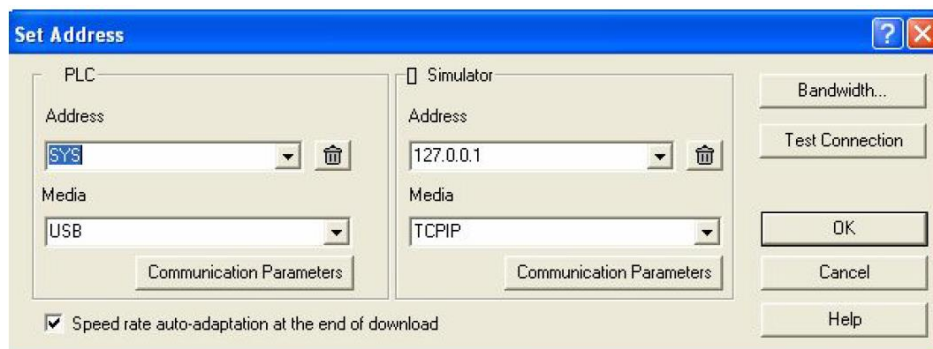 Set Address
PLC
Address
SYS
Media
USB
Communication Parameters
Simulator
Address
127.0.0.1
Media
TCPIP
Communication Parameters
Bandwidth...
Test Connection
OK
Cancel
Help
Speed rate auto-adaptation at the end of download